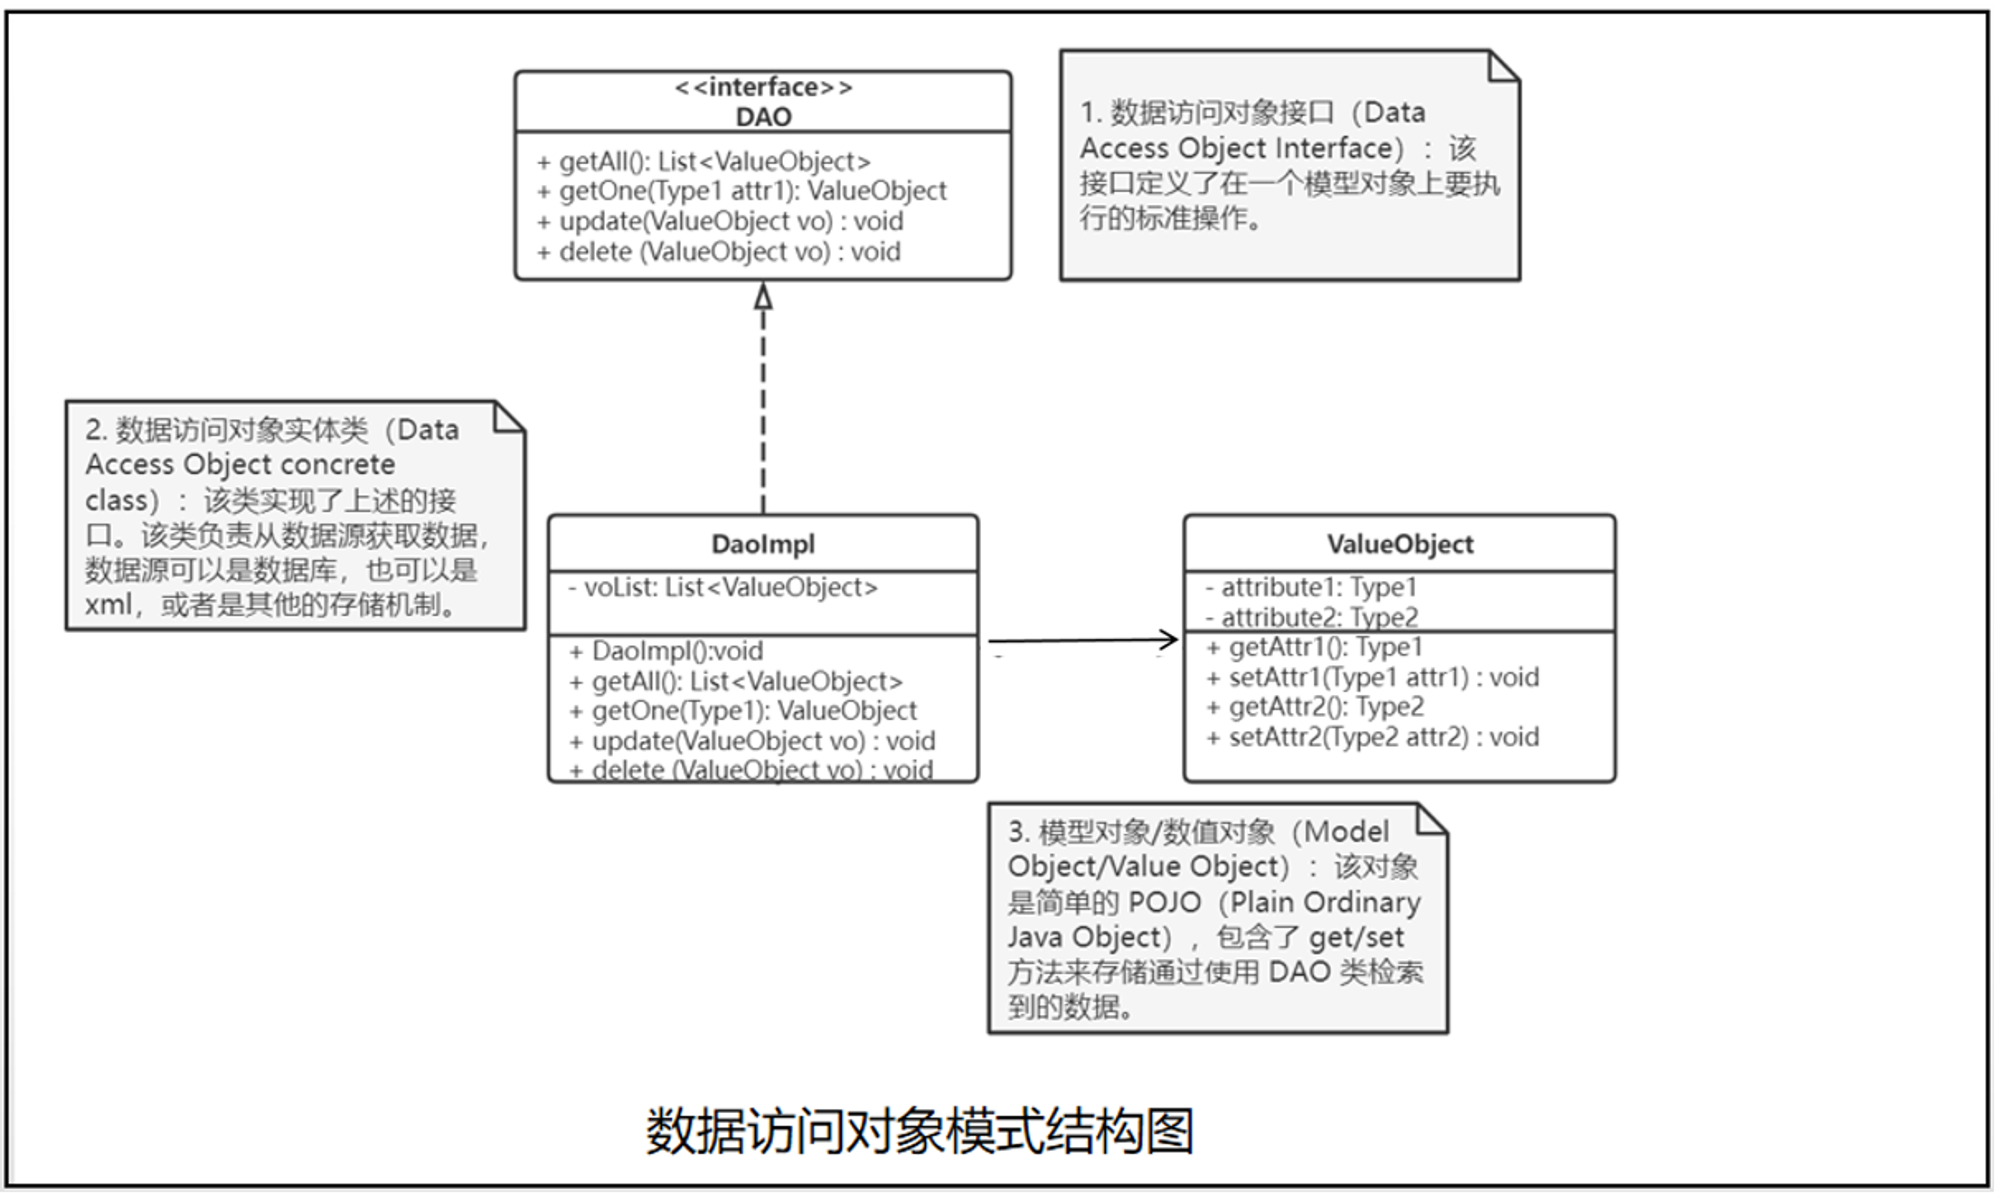 <<interface>>
DAO
+ getAll(): List<ValueObject>
+ getOne(Type1 attr1): ValueObject
+ update(ValueObject vo) : void
+ delete (ValueObject vo) : void
1. 数据访问对象接口（Data
Access Object Interface）：该
接口定义了在一个模型对象上要执
行的标准操作。
2. 数据访问对象实体类（Data
Access Object concrete
class）：该类实现了上述的接
口。该类负责从数据源获取数据，
数据源可以是数据库，也可以是
xml，或者是其他的存储机制。
DaoImpl
- voList: List<ValueObject>
+ DaoImpl():void
+ getAll(): List<ValueObject>
+ getOne(Type1): ValueObject
+ update(ValueObject vo) : void
+ delete (ValueObject vo) : void
ValueObject
- attribute1: Type1
- attribute2: Type2
+ getAttr1(): Type1
+ setAttr1(Type1 attr1) : void
+ getAttr2(): Type2
+ setAttr2(Type2 attr2) : void
3. 模型对象/数值对象（Model
Object/Value Object）：该对象
是简单的 POJO（Plain Ordinary
Java Object），包含了 get/set
方法来存储通过使用 DAO 类检索
到的数据。
数据访问对象模式结构图